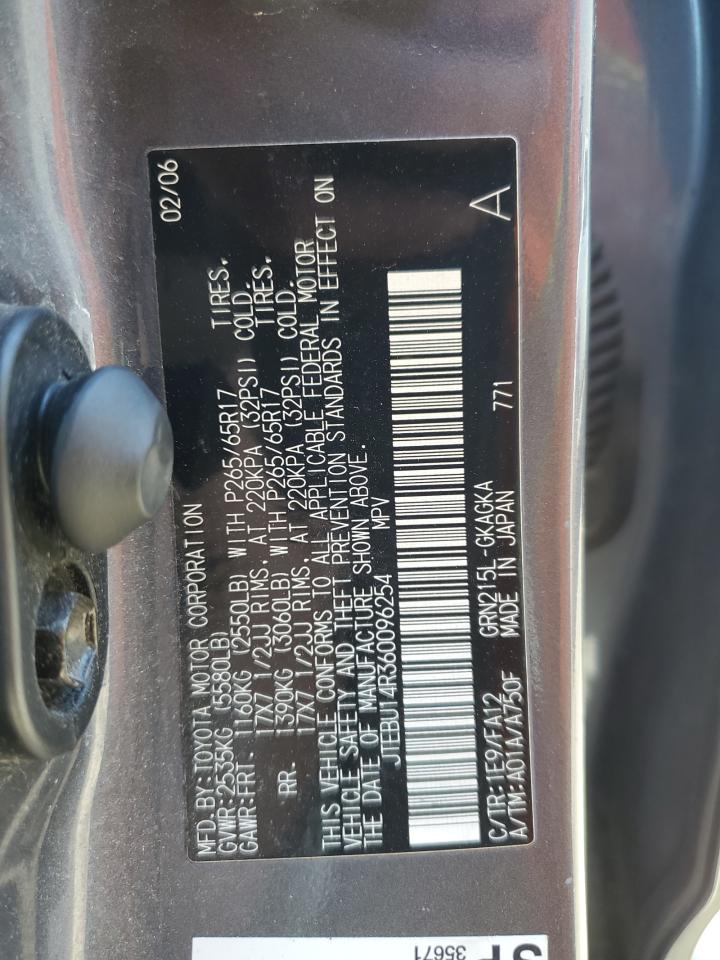 MFD.BY:TOYOTA MOTOR CORPORATION 02/06
GVWR:2535KG (5580LB)
GAWR:FRT. 1160KG (2550LB) WITH P265/65R17 TIRES,
17X7 1/2JJ RIMS, AT 220KPA (32PSI) COLD.
RR. 1390KG (3060LB) WITH P265/65R17 TIRES,
17X7 1/2JJ RIMS, AT 220KPA (32PSI) COLD.
THIS VEHICLE CONFORMS TO ALL APPLICABLE FEDERAL MOTOR
VEHICLE SAFETY AND THEFT PREVENTION STANDARDS IN EFFECT ON
THE DATE OF MANUFACTURE SHOWN ABOVE.
JTEBU14R360096254 MPV
C/TR:1E9/FA12 GRN215L-GKAGKA 771 A
A/TM:A01A/A750F MADE IN JAPAN
35671